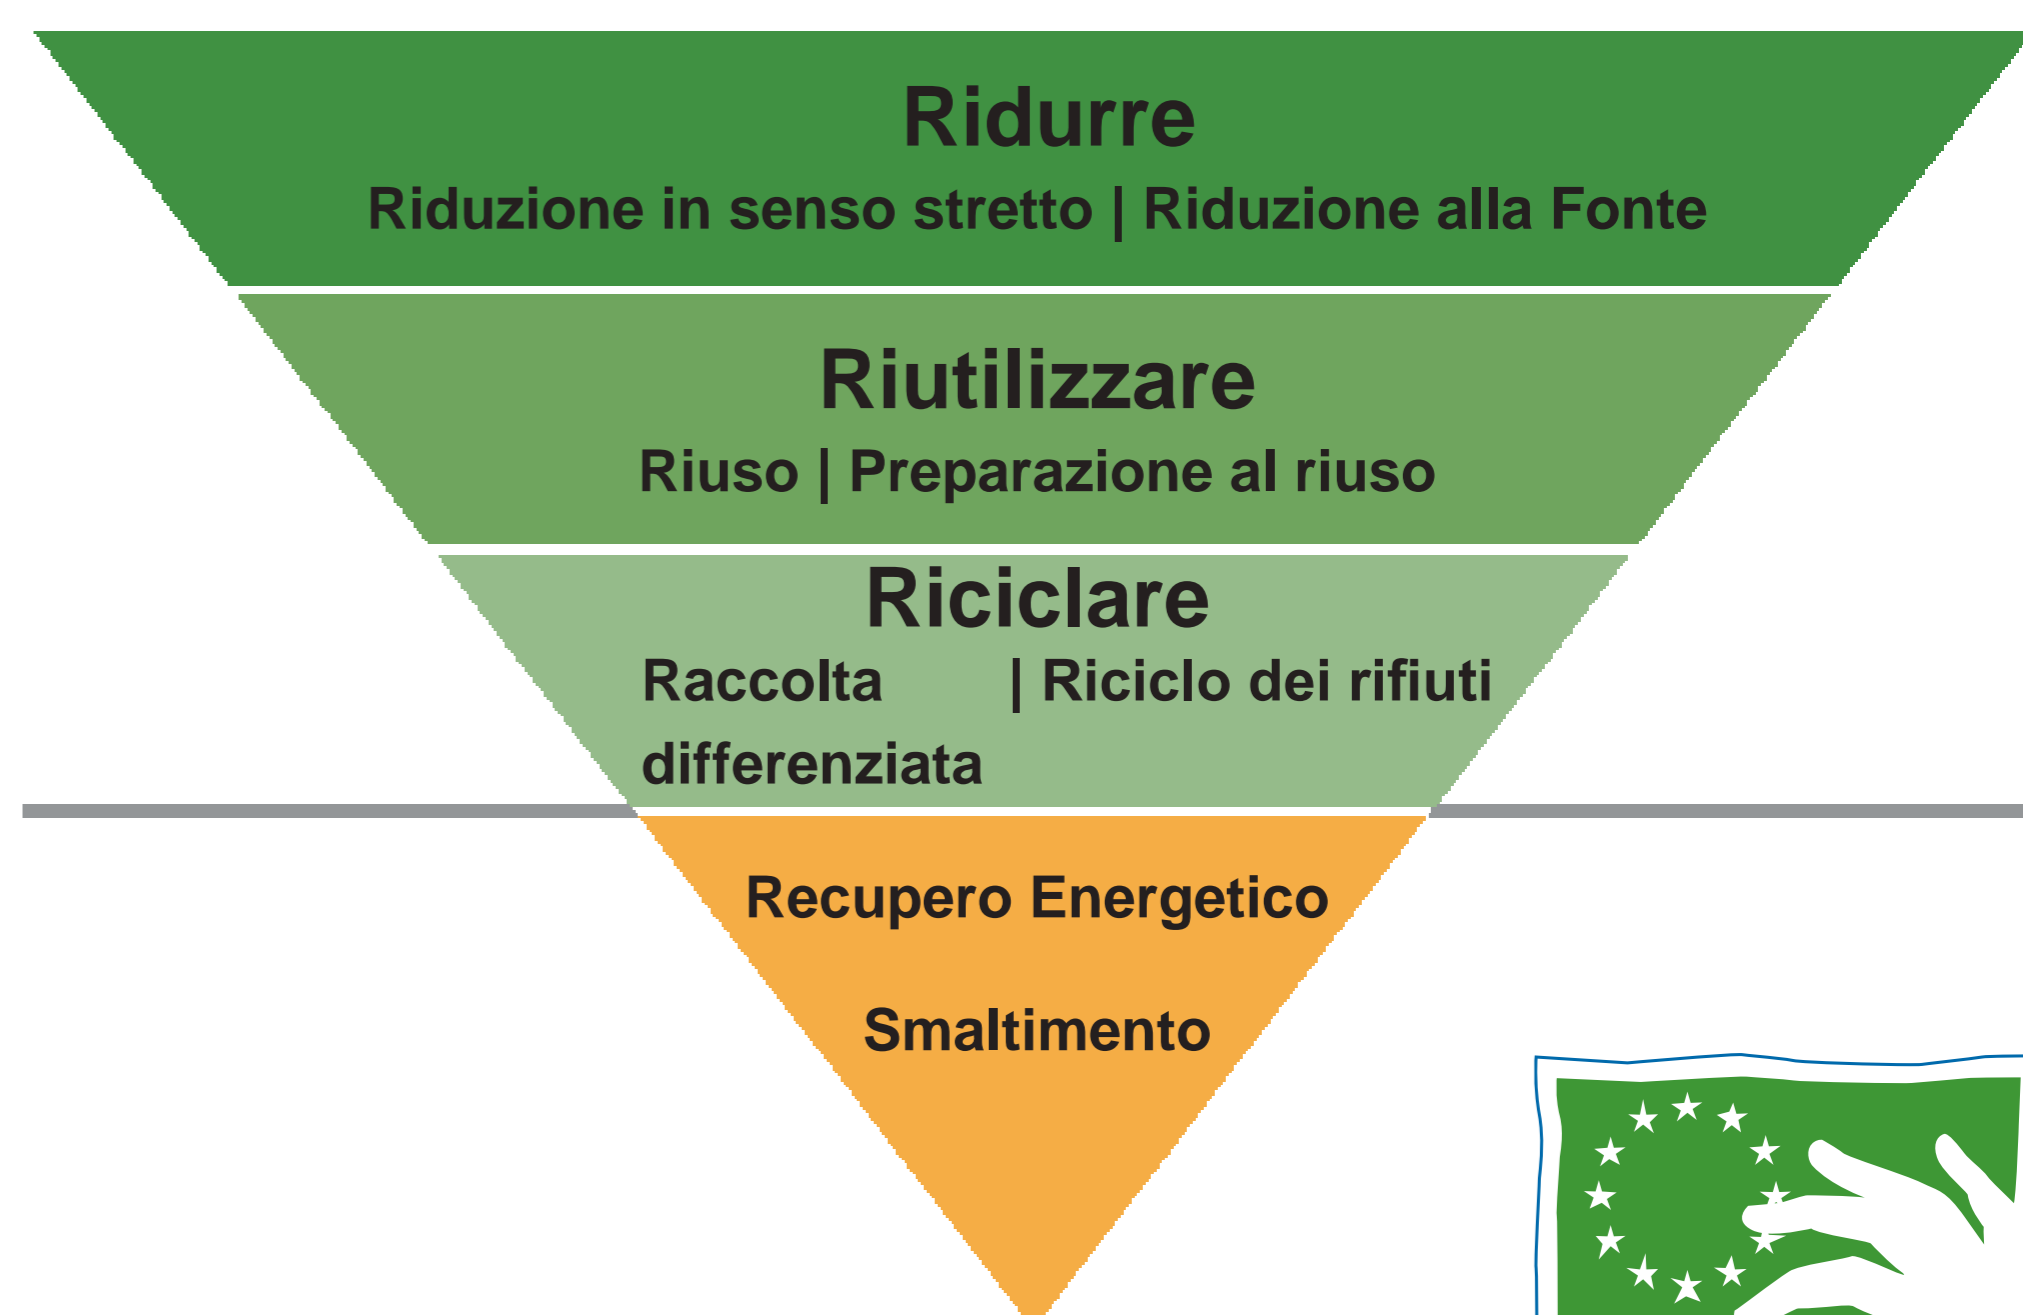 Ridurre
Riduzione in senso stretto | Riduzione alla Fonte
Riutilizzare
Riuso | Preparazione al riuso
Riciclare
Raccolta | Riciclo dei rifiuti
differenziata
Recupero Energetico
Smaltimento